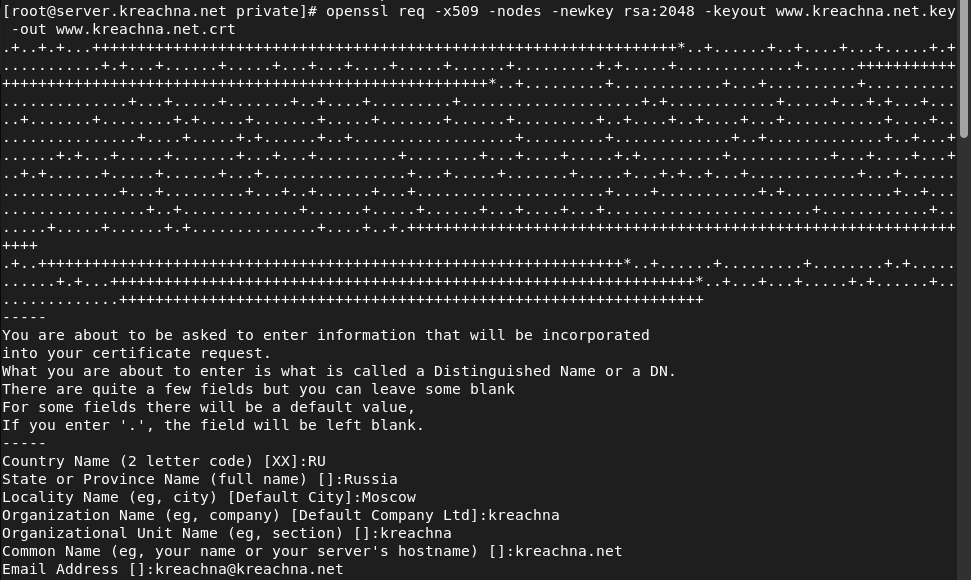 [root@server.kreachna.net private]# openssl req -x509 -nodes -newkey rsa:2048 -keyout www.kreachna.net.key
-out www.kreachna.net.crt
-----
You are about to be asked to enter information that will be incorporated
into your certificate request.
What you are about to enter is what is called a Distinguished Name or a DN.
There are quite a few fields but you can leave some blank
For some fields there will be a default value,
If you enter '.', the field will be left blank.
-----
Country Name (2 letter code) [XX]:RU
State or Province Name (full name) []:Russia
Locality Name (eg, city) [Default City]:Moscow
Organization Name (eg, company) [Default Company Ltd]:kreachna
Organizational Unit Name (eg, section) []:kreachna
Common Name (eg, your name or your server's hostname) []:kreachna.net
Email Address []:kreachna@kreachna.net